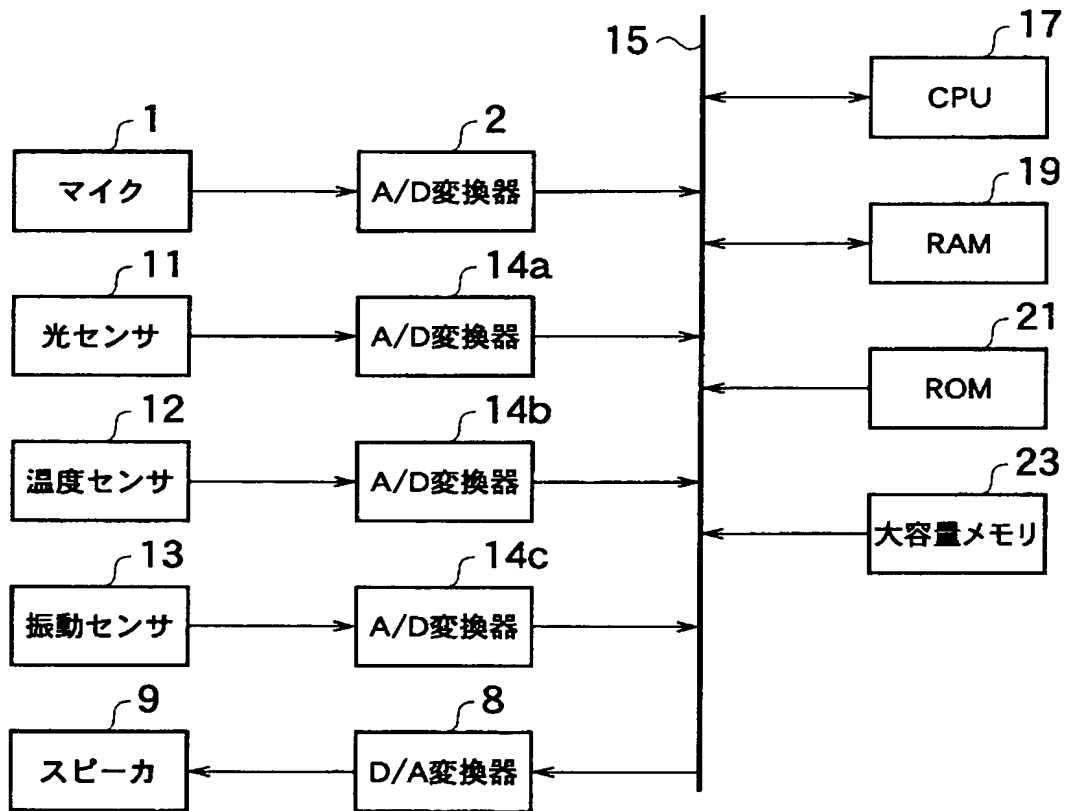 15
17
CPU
1
マイク
2
A/D変換器
19
RAM
11
光センサ
14a
A/D変換器
21
ROM
12
温度センサ
14b
A/D変換器
23
大容量メモリ
13
振動センサ
14c
A/D変換器
9
スピーカ
8
D/A変換器